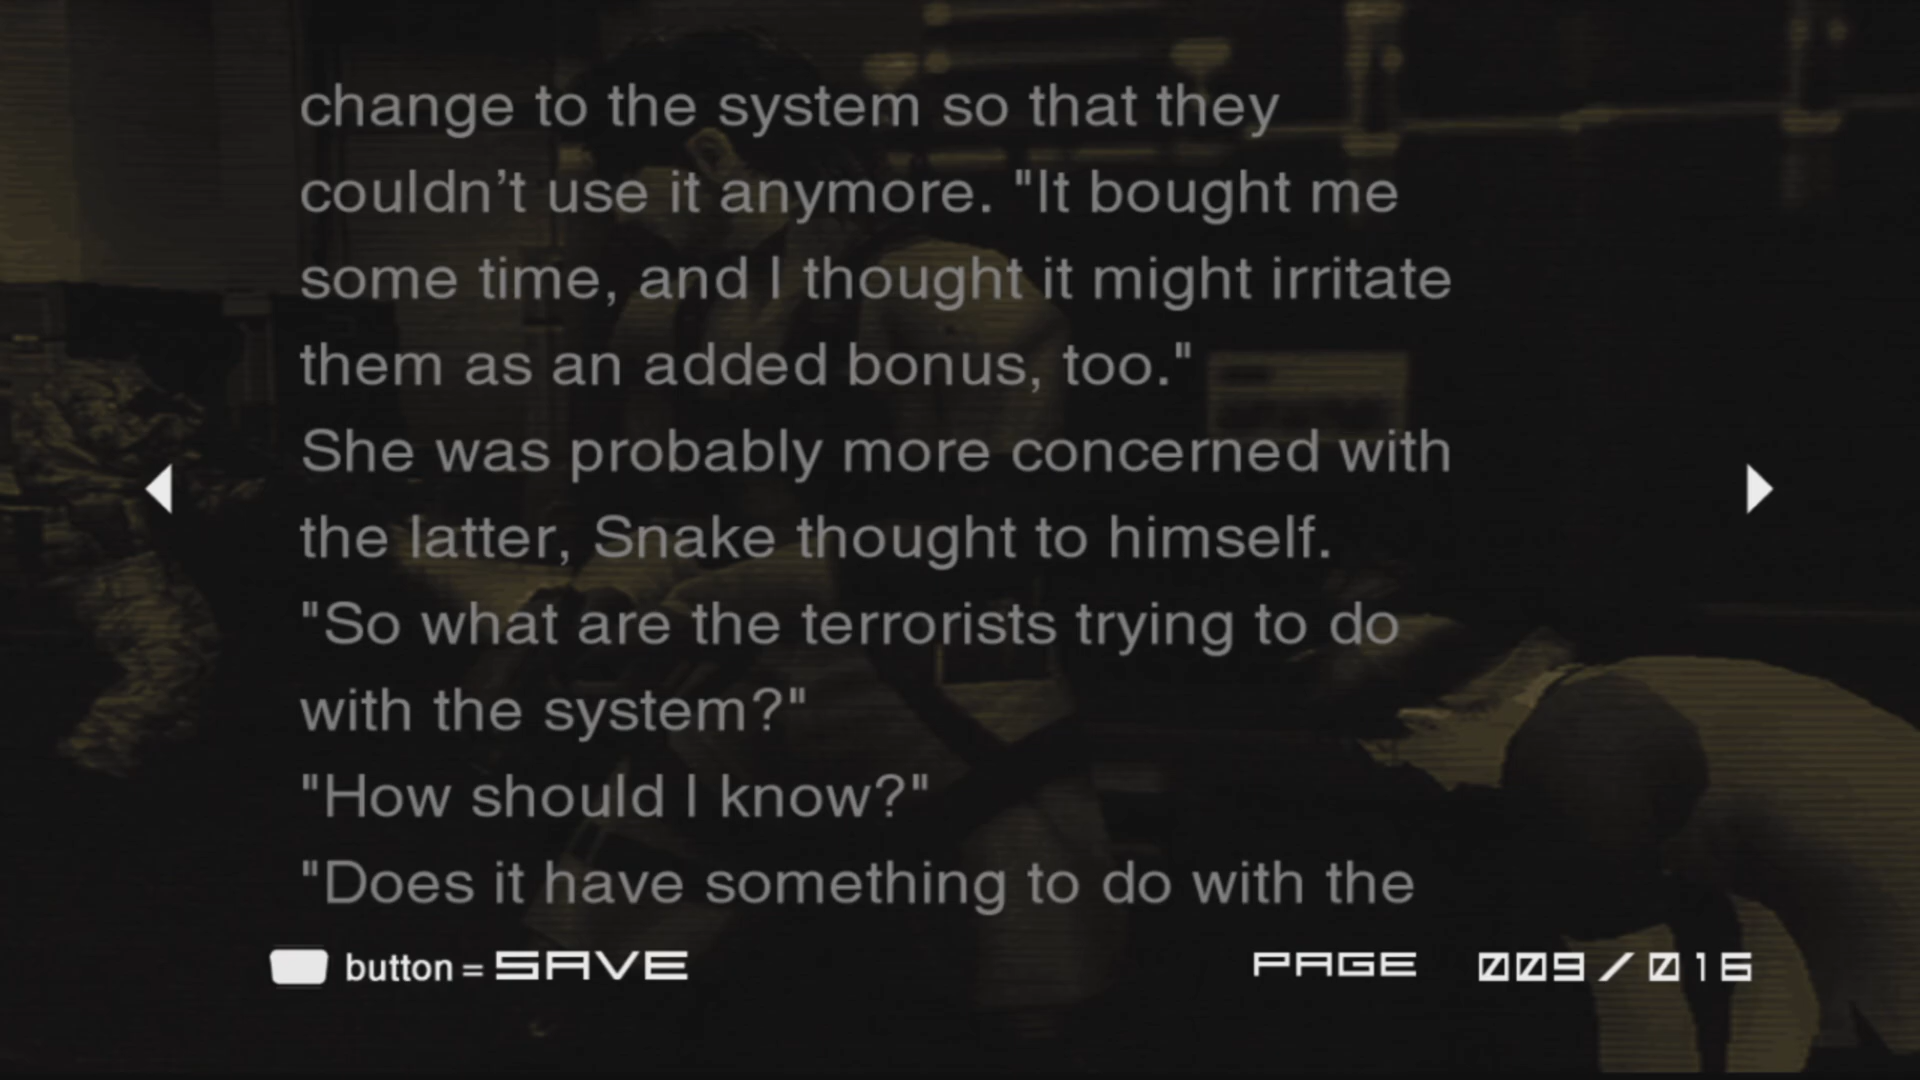 change to the system so that they
couldn’t use it anymore. "It bought me
some time, and I thought it might irritate
them as an added bonus, too."
She was probably more concerned with
the latter, Snake thought to himself.
"So what are the terrorists trying to do
with the system?"
"How should I know?"
"Does it have something to do with the
button = SAVE
PAGE 009/016